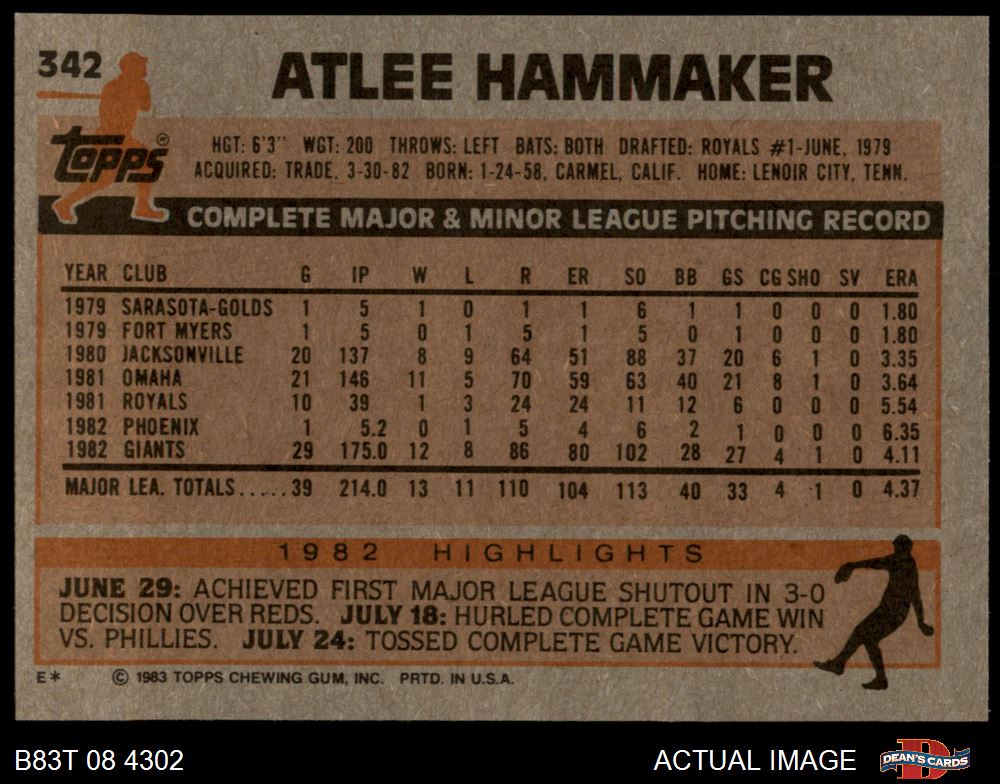 342
ATLEE HAMMAKER
Topps®
HGT: 6'3'' WGT: 200 THROWS: LEFT BATS: BOTH DRAFTED: ROYALS #1-JUNE, 1979
ACQUIRED: TRADE, 3-30-82 BORN: 1-24-58, CARMEL, CALIF. HOME: LENOIR CITY, TENN.
COMPLETE MAJOR & MINOR LEAGUE PITCHING RECORD
YEAR CLUB G IP W L R ER SO BB GS CG SHO SV ERA
1979 SARASOTA-GOLDS 1 5 1 0 1 1 6 1 1 0 0 0 1.80
1979 FORT MYERS 1 5 0 1 5 1 5 0 1 0 0 0 1.80
1980 JACKSONVILLE 20 137 8 9 64 51 88 37 20 6 1 0 3.35
1981 OMAHA 21 146 11 5 70 59 63 40 21 8 1 0 3.64
1981 ROYALS 10 39 1 3 24 24 11 12 6 0 0 0 5.54
1982 PHOENIX 1 5.2 0 1 5 4 6 2 1 0 0 0 6.35
1982 GIANTS 29 175.0 12 8 86 80 102 28 27 4 1 0 4.11
MAJOR LEA. TOTALS.....39 214.0 13 11 110 104 113 40 33 4 1 0 4.37
1982 HIGHLIGHTS
JUNE 29: ACHIEVED FIRST MAJOR LEAGUE SHUTOUT IN 3-0
DECISION OVER REDS. JULY 18: HURLED COMPLETE GAME WIN
VS. PHILLIES. JULY 24: TOSSED COMPLETE GAME VICTORY.
E* © 1983 TOPPS CHEWING GUM, INC. PRTD. IN U.S.A.
B83T 08 4302 ACTUAL IMAGE DEAN'S CARDS